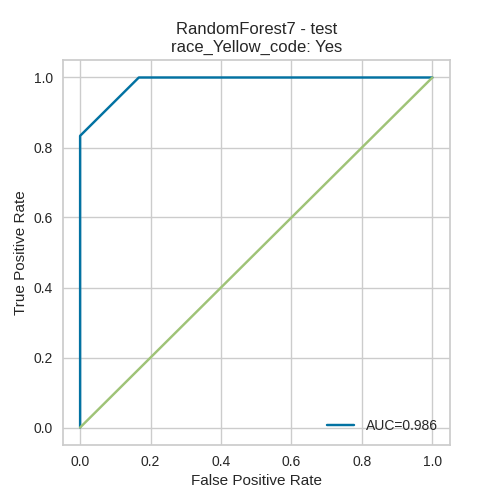 RandomForest7 - test
race_Yellow_code: Yes
1.0
0.8
0.6
0.4
0.2
0.0
True Positive Rate
AUC=0.986
0.0 0.2 0.4 0.6 0.8 1.0
False Positive Rate